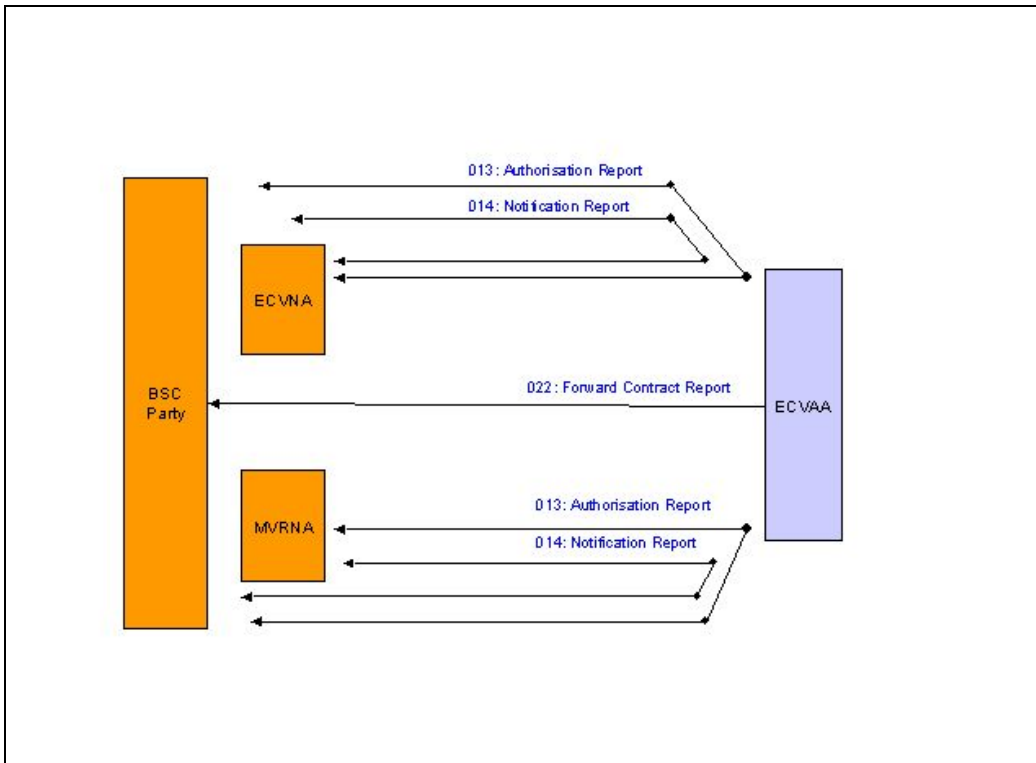 013: Authorisation Report
014: Notification Report
ECVNA
BSC
Party
022: Forward Contract Report
ECVAA
MVRNA
013: Authorisation Report
014: Notification Report